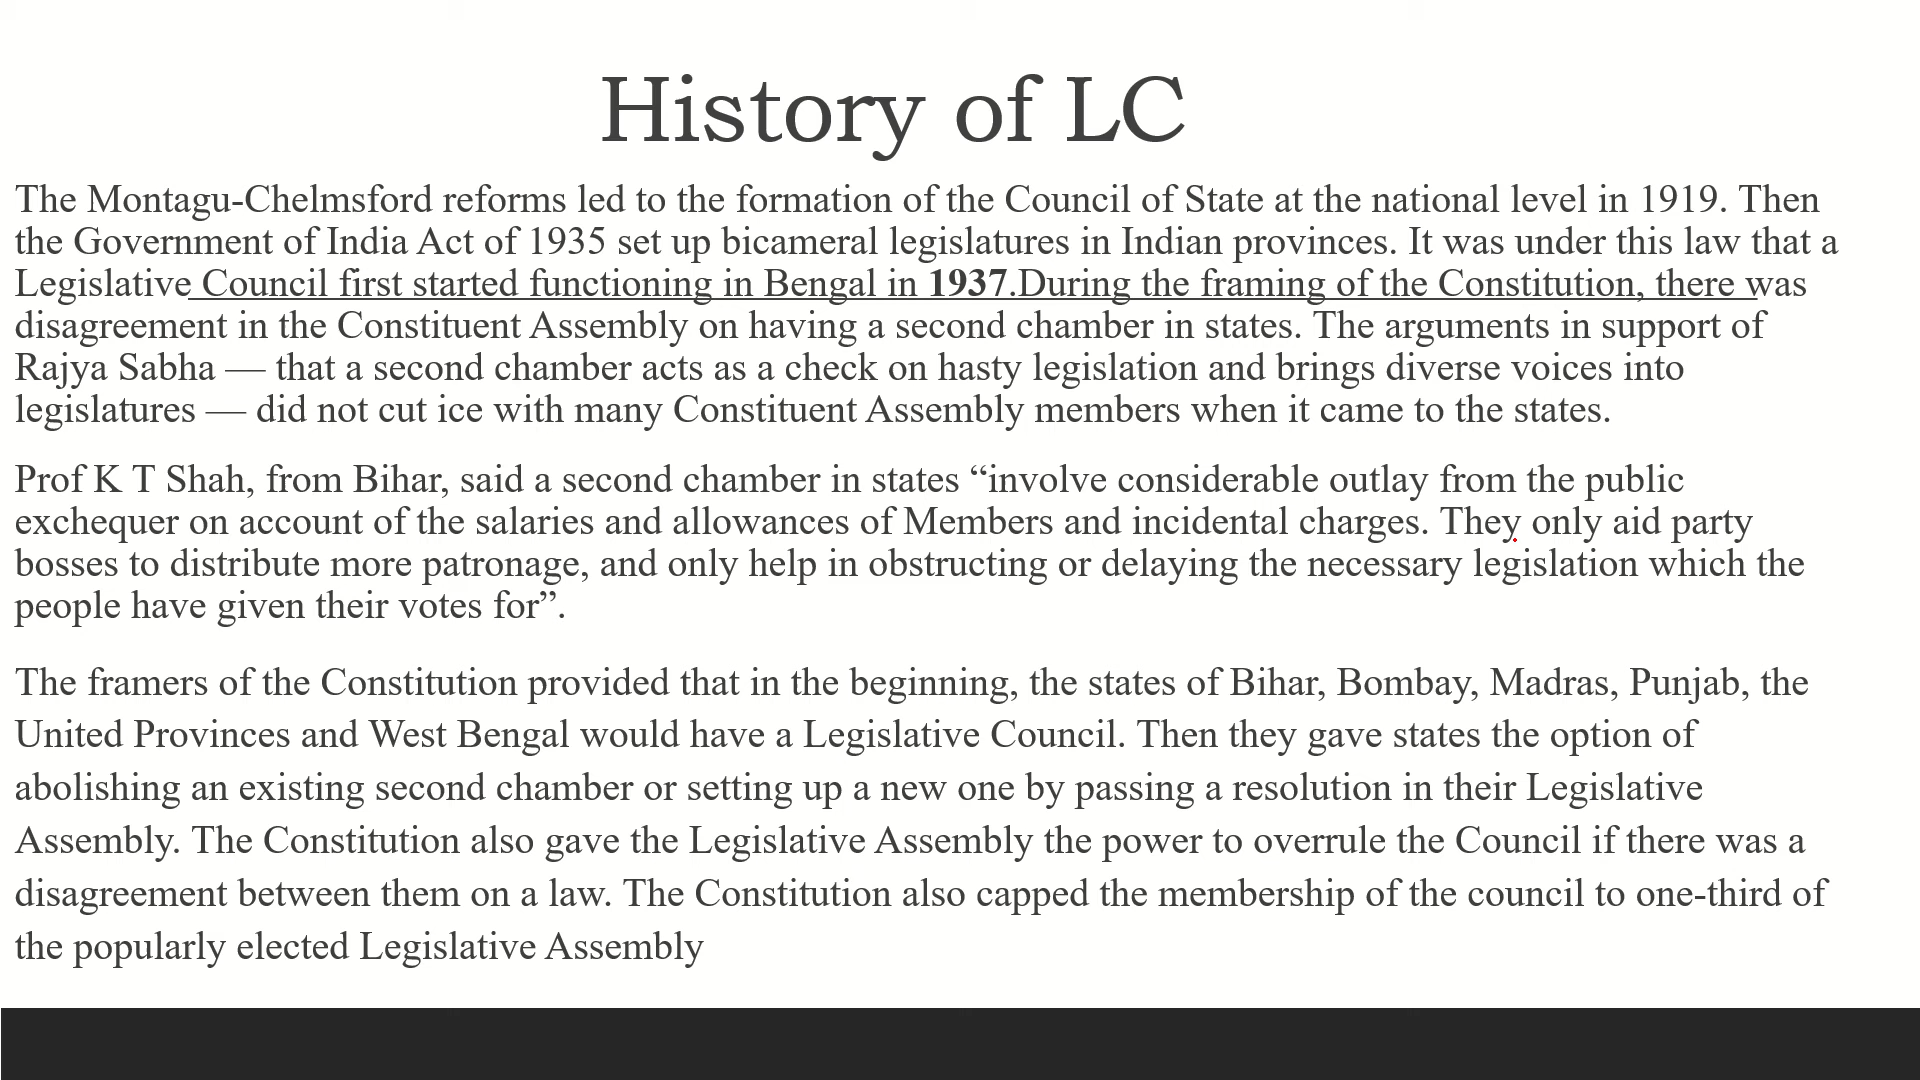 History of LC
The Montagu-Chelmsford reforms led to the formation of the Council of State at the national level in 1919. Then
the Government of India Act of 1935 set up bicameral legislatures in Indian provinces. It was under this law that a
Legislative Council first started functioning in Bengal in 1937.During the framing of the Constitution, there was
disagreement in the Constituent Assembly on having a second chamber in states. The arguments in support of
Rajya Sabha — that a second chamber acts as a check on hasty legislation and brings diverse voices into
legislatures — did not cut ice with many Constituent Assembly members when it came to the states.
Prof K T Shah, from Bihar, said a second chamber in states “involve considerable outlay from the public
exchequer on account of the salaries and allowances of Members and incidental charges. They only aid party
bosses to distribute more patronage, and only help in obstructing or delaying the necessary legislation which the
people have given their votes for”.
The framers of the Constitution provided that in the beginning, the states of Bihar, Bombay, Madras, Punjab, the
United Provinces and West Bengal would have a Legislative Council. Then they gave states the option of
abolishing an existing second chamber or setting up a new one by passing a resolution in their Legislative
Assembly. The Constitution also gave the Legislative Assembly the power to overrule the Council if there was a
disagreement between them on a law. The Constitution also capped the membership of the council to one-third of
the popularly elected Legislative Assembly